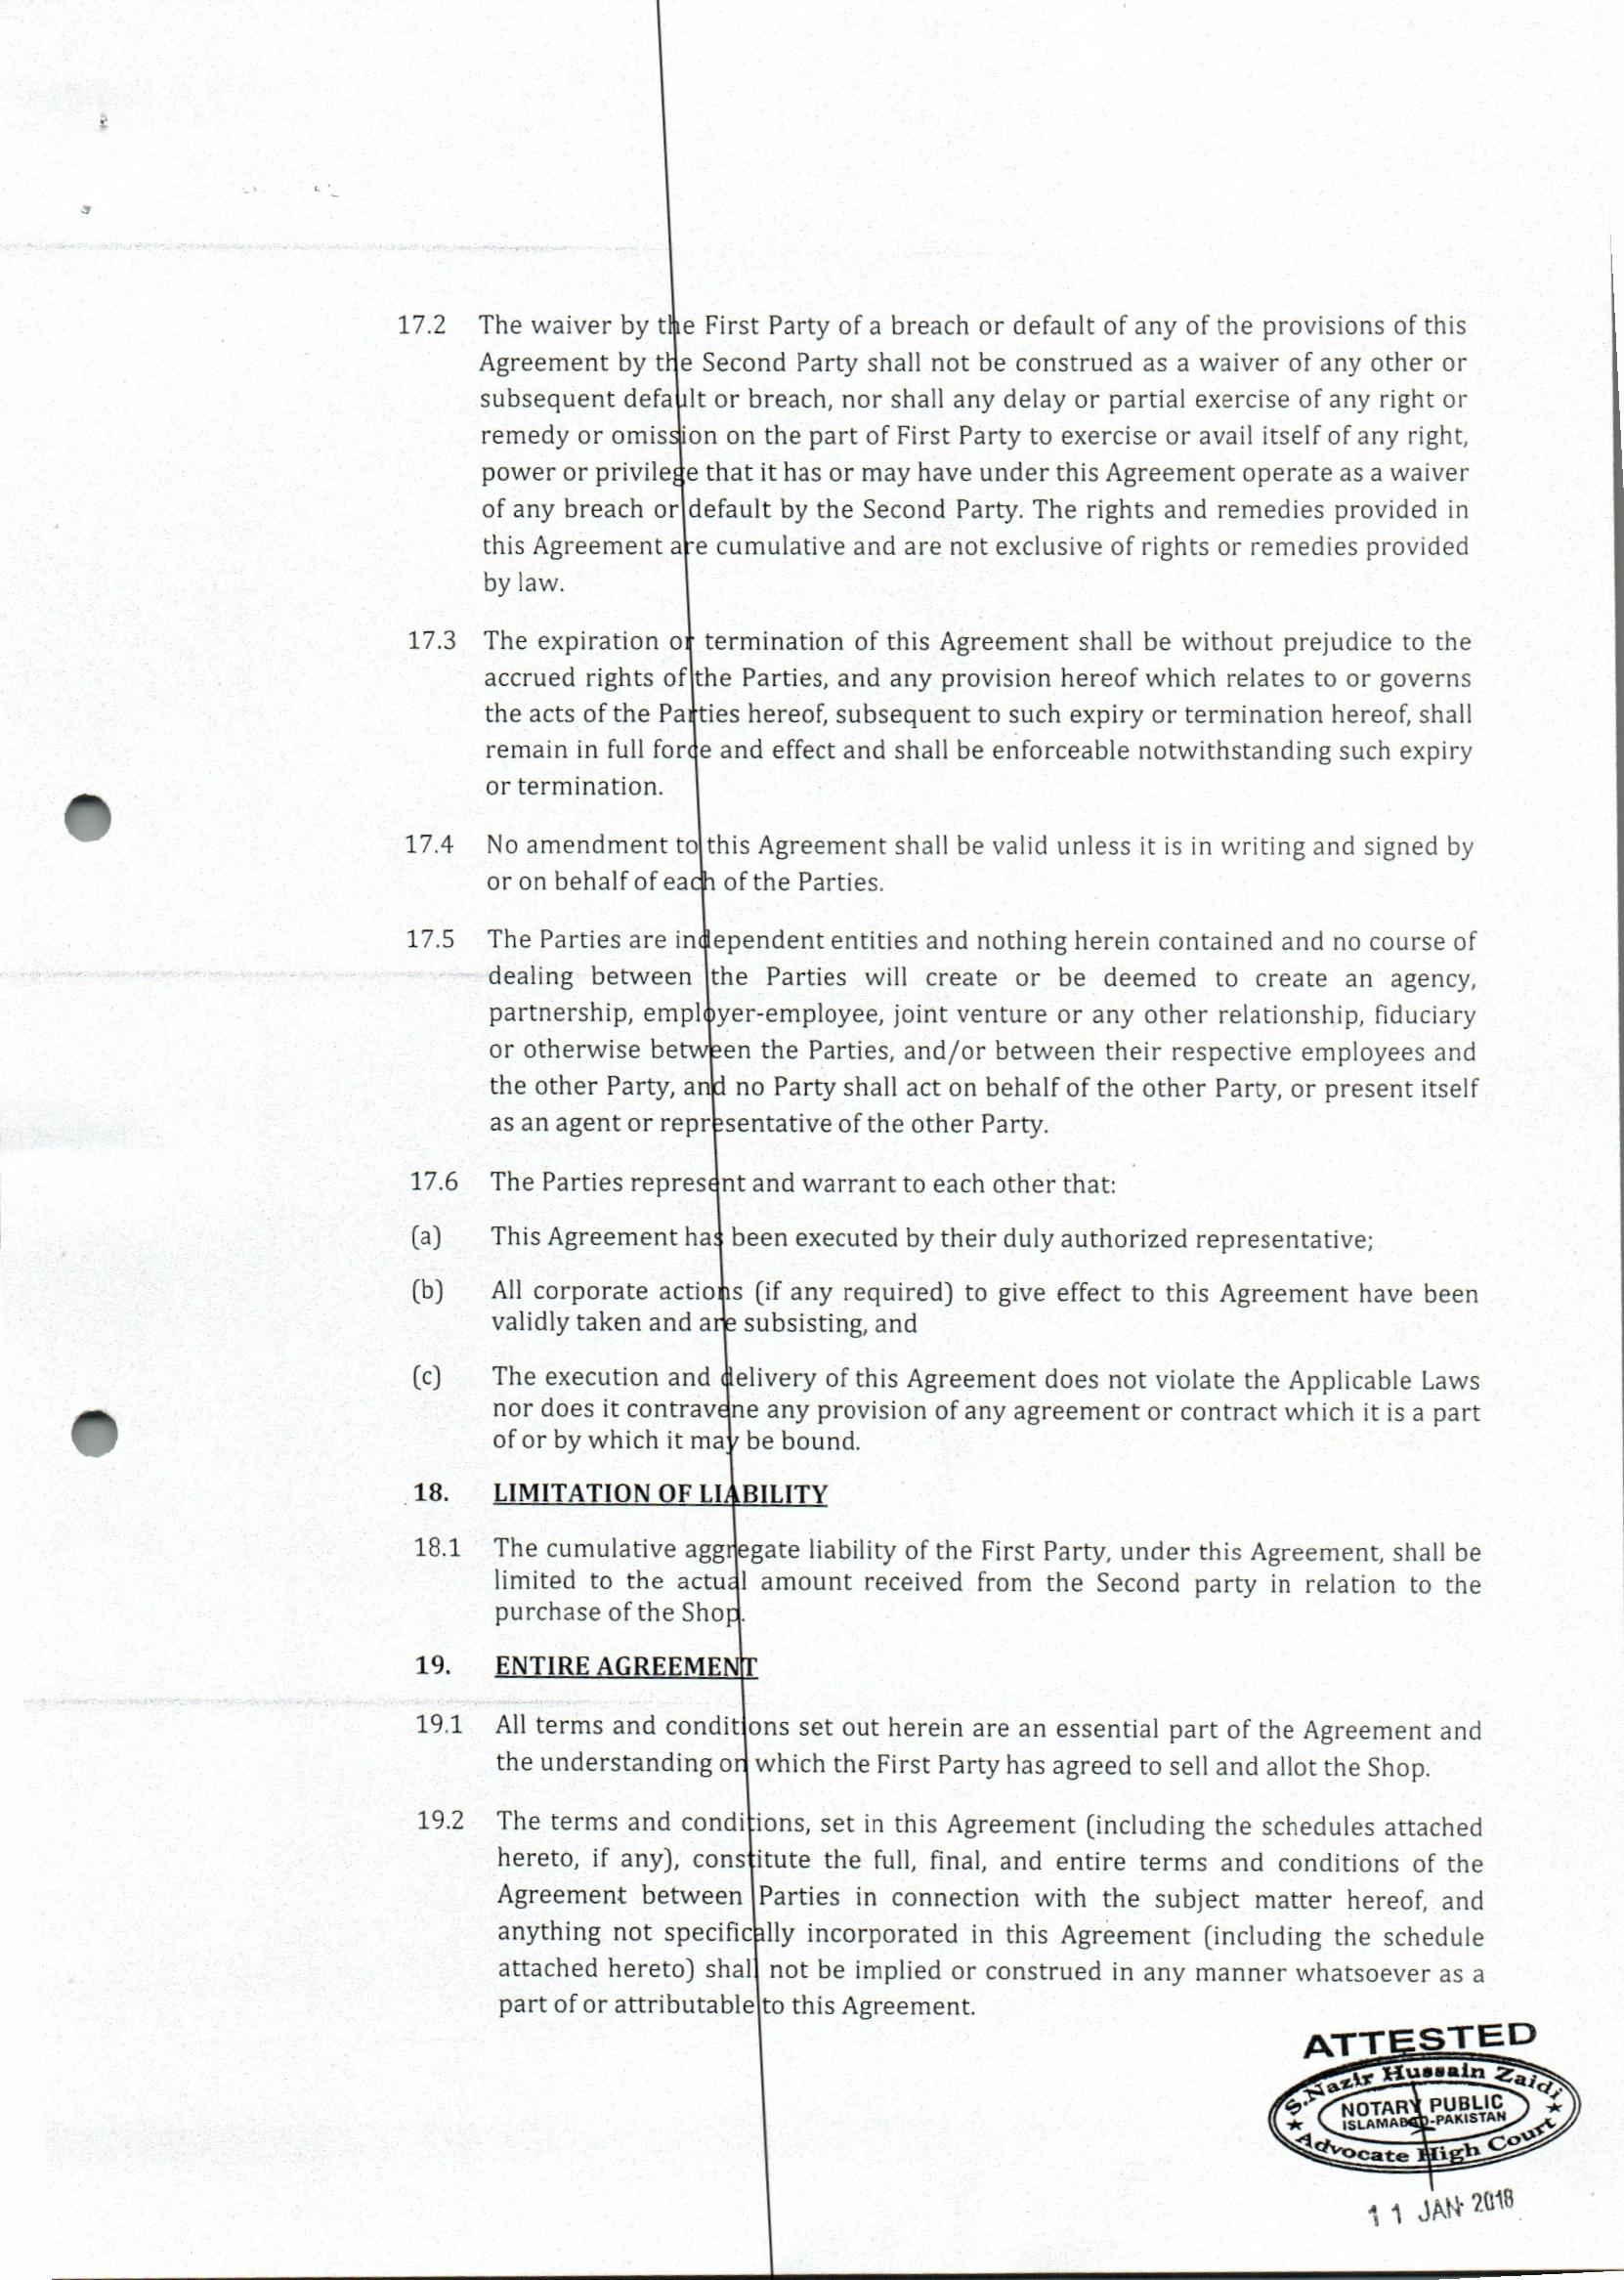 17.2 The waiver by the First Party of a breach or default of any of the provisions of this
Agreement by the Second Party shall not be construed as a waiver of any other or
subsequent default or breach, nor shall any delay or partial exercise of any right or
remedy or omission on the part of First Party to exercise or avail itself of any right,
power or privilege that it has or may have under this Agreement operate as a waiver
of any breach or default by the Second Party. The rights and remedies provided in
this Agreement are cumulative and are not exclusive of rights or remedies provided
by law.
17.3 The expiration or termination of this Agreement shall be without prejudice to the
accrued rights of the Parties, and any provision hereof which relates to or governs
the acts of the Parties hereof, subsequent to such expiry or termination hereof, shall
remain in full force and effect and shall be enforceable notwithstanding such expiry
or termination.
17.4 No amendment to this Agreement shall be valid unless it is in writing and signed by
or on behalf of each of the Parties.
17.5 The Parties are independent entities and nothing herein contained and no course of
dealing between the Parties will create or be deemed to create an agency,
partnership, employer-employee, joint venture or any other relationship, fiduciary
or otherwise between the Parties, and/or between their respective employees and
the other Party, and no Party shall act on behalf of the other Party, or present itself
as an agent or representative of the other Party.
17.6 The Parties represent and warrant to each other that:
(a) This Agreement has been executed by their duly authorized representative;
(b) All corporate actions (if any required) to give effect to this Agreement have been
validly taken and are subsisting, and
(c) The execution and delivery of this Agreement does not violate the Applicable Laws
nor does it contravene any provision of any agreement or contract which it is a part
of or by which it may be bound.
18. LIMITATION OF LIABILITY
18.1 The cumulative aggregate liability of the First Party, under this Agreement, shall be
limited to the actual amount received from the Second party in relation to the
purchase of the Shop.
19. ENTIRE AGREEMENT
19.1 All terms and conditions set out herein are an essential part of the Agreement and
the understanding on which the First Party has agreed to sell and allot the Shop.
19.2 The terms and conditions, set in this Agreement (including the schedules attached
hereto, if any), constitute the full, final, and entire terms and conditions of the
Agreement between Parties in connection with the subject matter hereof, and
anything not specifically incorporated in this Agreement (including the schedule
attached hereto) shall not be implied or construed in any manner whatsoever as a
part of or attributable to this Agreement.
ATTESTED
S. Nazir Hussain Zaidi
NOTARY PUBLIC
ISLAMABAD-PAKISTAN
★ Advocate High Court ★
11 JAN 2018